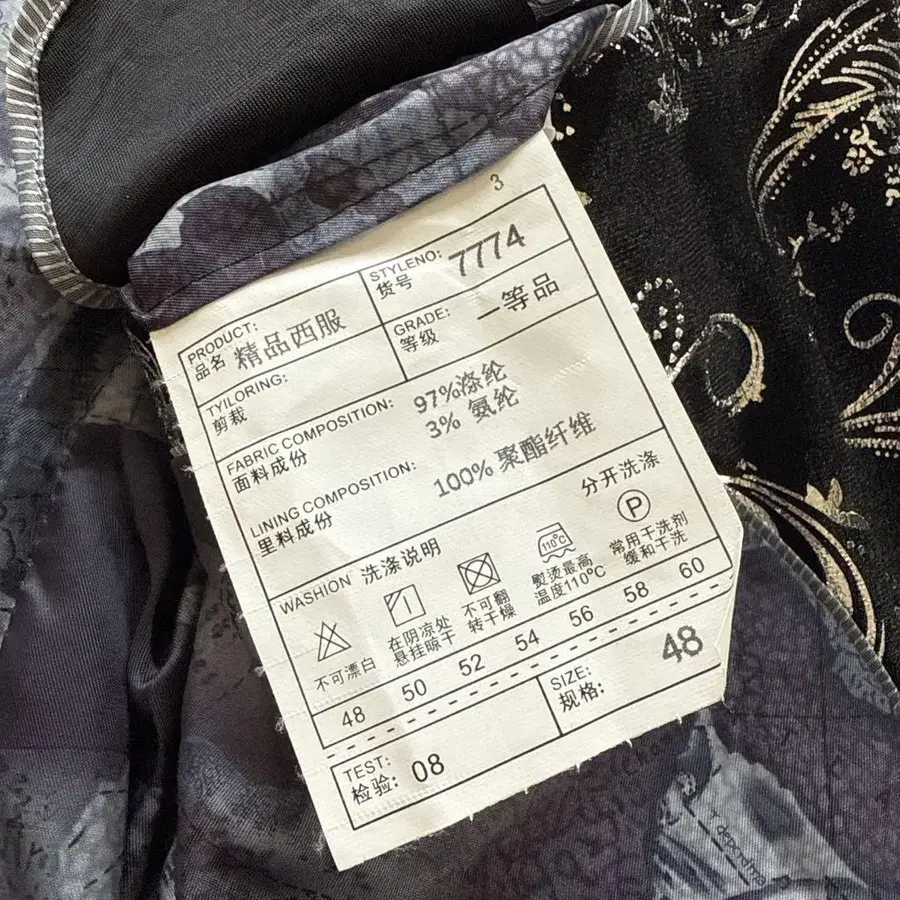 3
PRODUCT:
品名 精品西服
STYLENO:
货号 7774
TYILORING:
剪裁
GRADE:
等级 一等品
FABRIC COMPOSITION:
面料成份
97%涤纶
3% 氨纶
LINING COMPOSITION:
里料成份
100% 聚酯纤维
WASHION 洗涤说明
分开洗涤
110℃
P
不可漂白
在阴凉处
悬挂晾干
不可翻
转干燥
熨烫最高
温度110℃
常用干洗剂
缓和干洗
48 50 52 54 56 58 60
SIZE:
规格: 48
TEST:
检验: 08